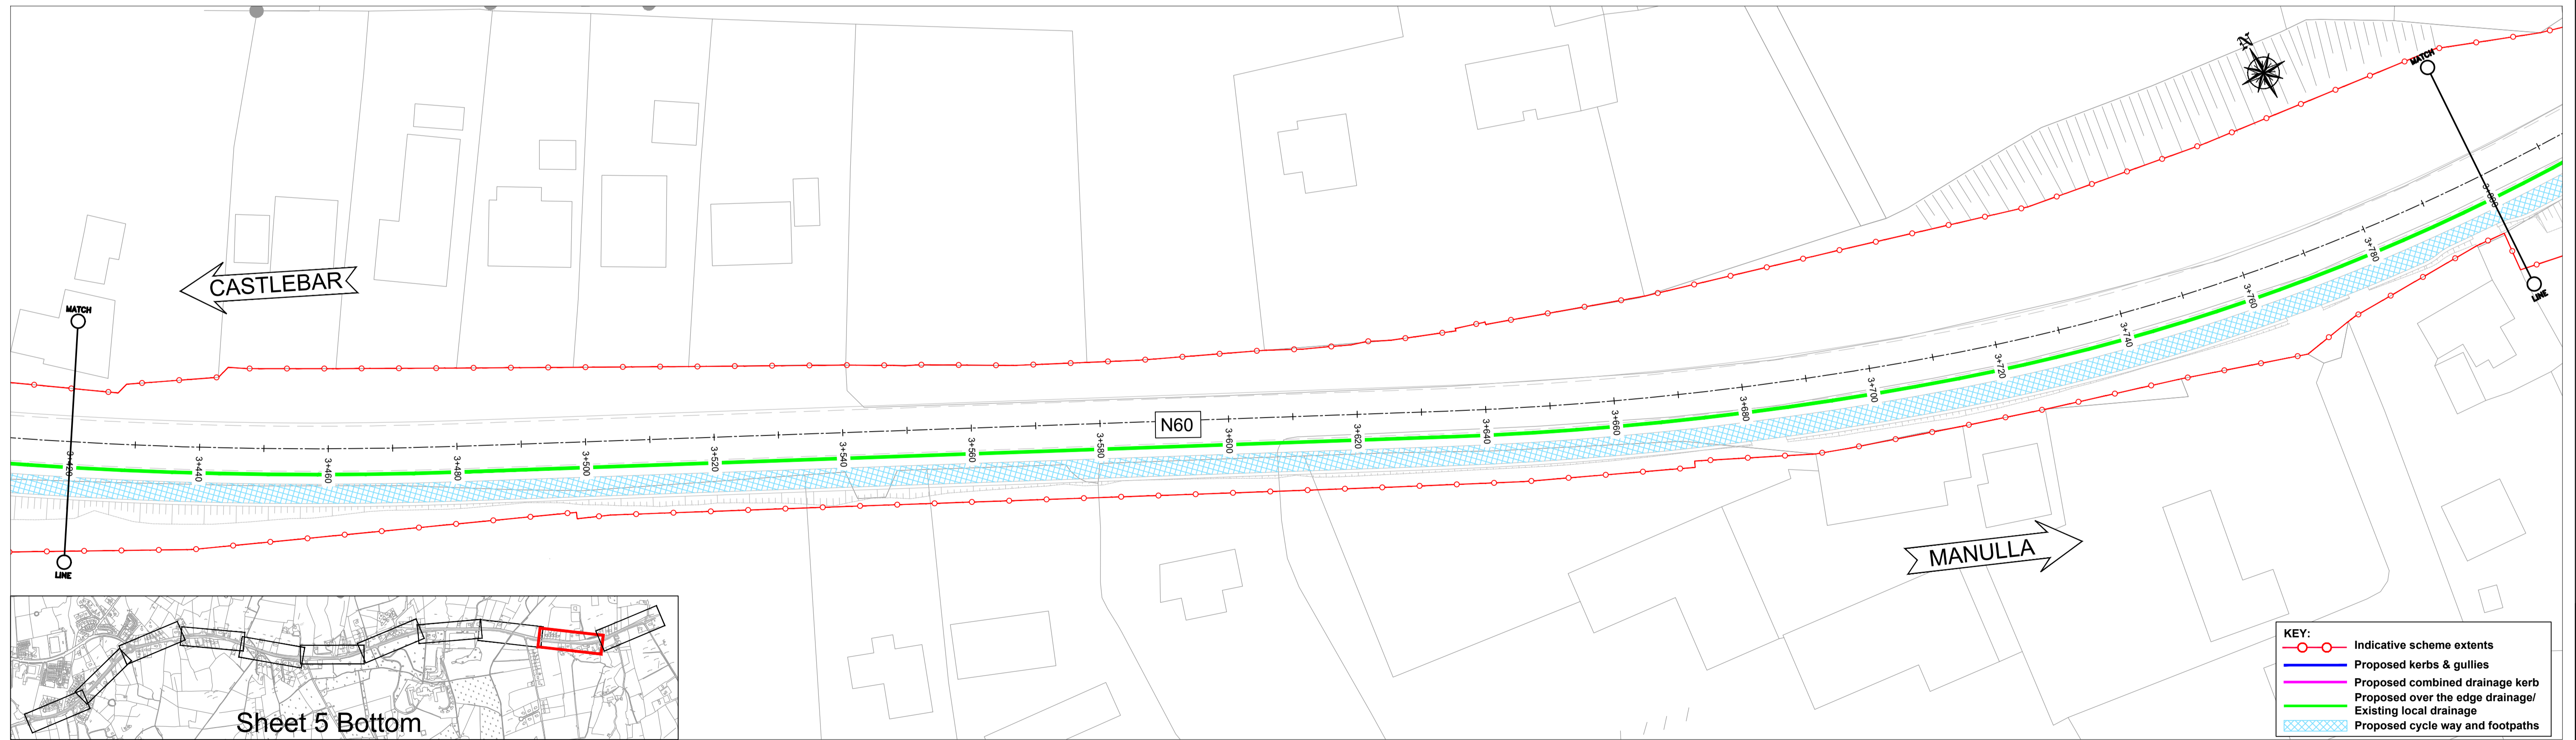 MATCH
LINE
CASTLEBAR
N60
MANULLA
N
MATCH
LINE
3+420
3+440
3+460
3+480
3+500
3+520
3+540
3+560
3+580
3+600
3+620
3+640
3+660
3+680
3+700
3+720
3+740
3+760
3+780
3+800
Sheet 5 Bottom
KEY:
Indicative scheme extents
Proposed kerbs & gullies
Proposed combined drainage kerb
Proposed over the edge drainage/
Existing local drainage
Proposed cycle way and footpaths